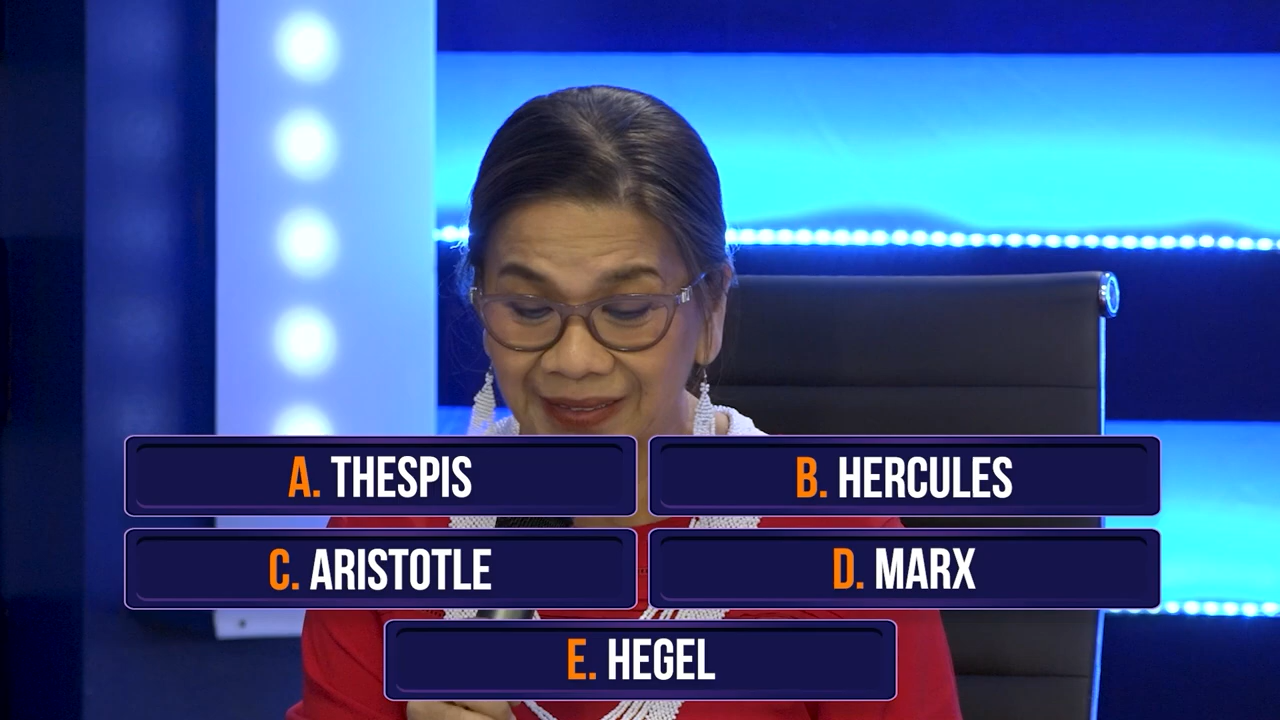 A. THESPIS
B. HERCULES
C. ARISTOTLE
D. MARX
E. HEGEL